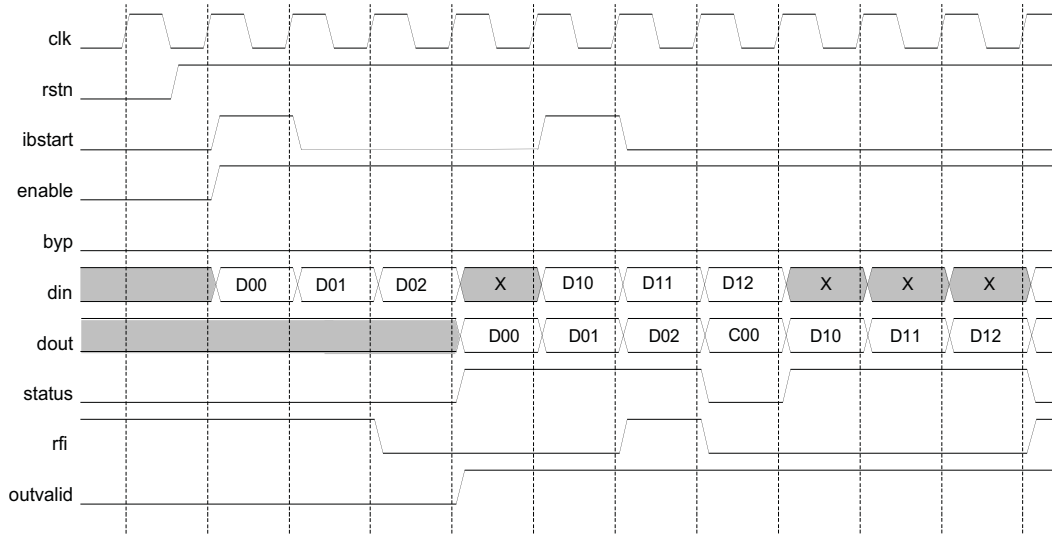 clk
rstn
ibstart
enable
byp
din D00 D01 D02 X D10 D11 D12 X X X
dout D00 D01 D02 C00 D10 D11 D12
status
rfi
outvalid